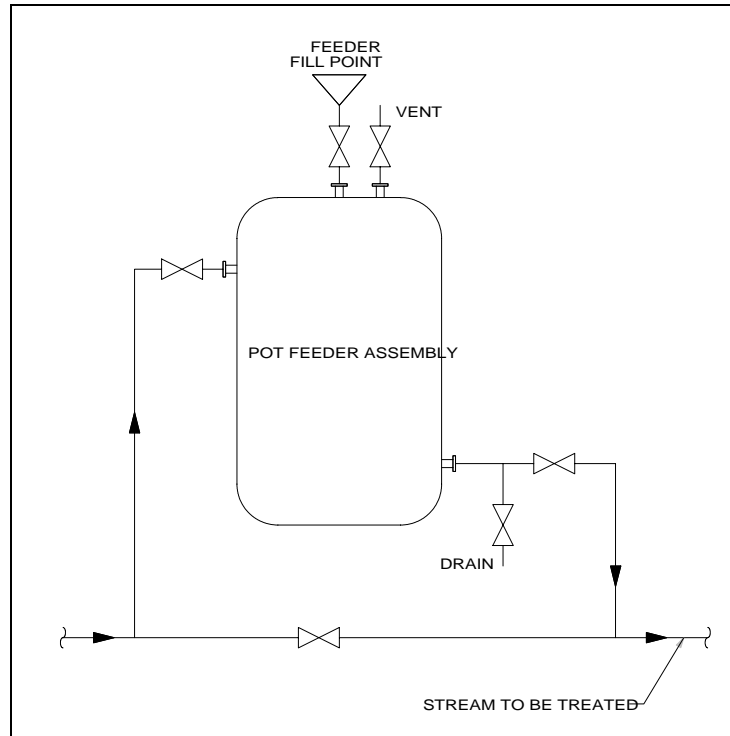 FEEDER
FILL POINT
VENT
POT FEEDER ASSEMBLY
DRAIN
STREAM TO BE TREATED